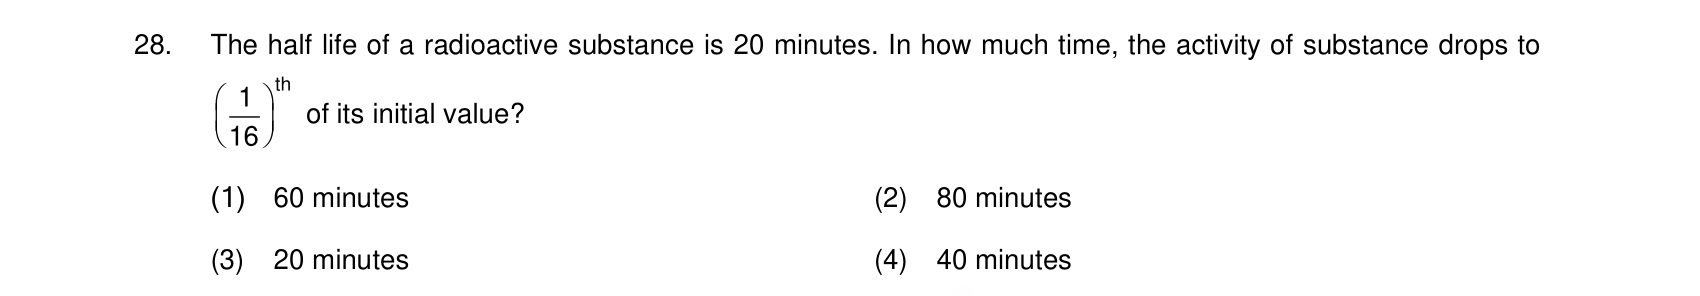 28. The half life of a radioactive substance is 20 minutes. In how much time, the activity of substance drops to
(1/16)th of its initial value?
(1) 60 minutes (2) 80 minutes
(3) 20 minutes (4) 40 minutes